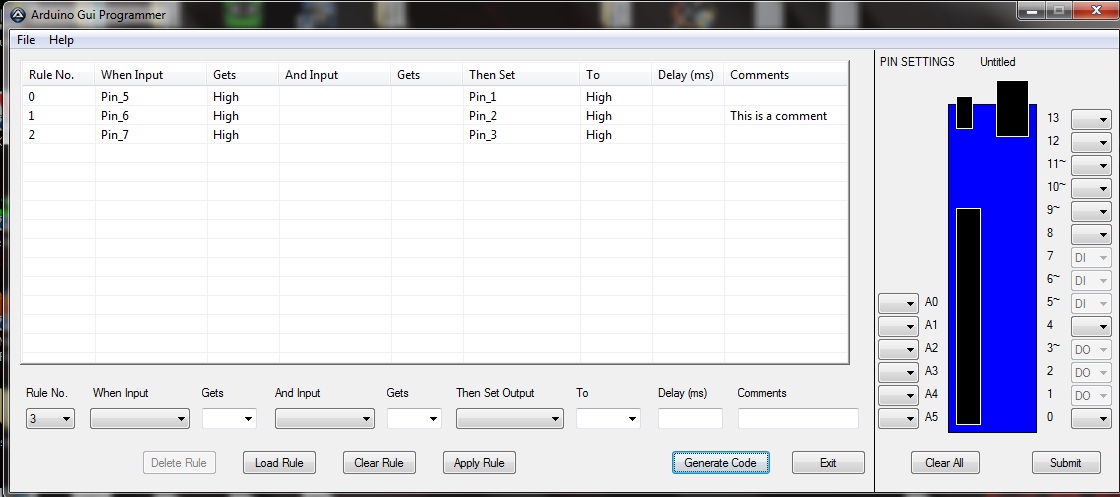 Arduino Gui Programmer
File Help
Rule No. When Input Gets And Input Gets Then Set To Delay (ms) Comments
0 Pin_5 High Pin_1 High
1 Pin_6 High Pin_2 High This is a comment
2 Pin_7 High Pin_3 High
Rule No. When Input Gets And Input Gets Then Set Output To Delay (ms) Comments
3
Delete Rule Load Rule Clear Rule Apply Rule Generate Code Exit
PIN SETTINGS Untitled
13
12
11~
10~
9~
8
7 DI
6~ DI
A0 5~ DI
A1 4
A2 3~ DO
A3 2 DO
A4 1 DO
A5 0
Clear All Submit